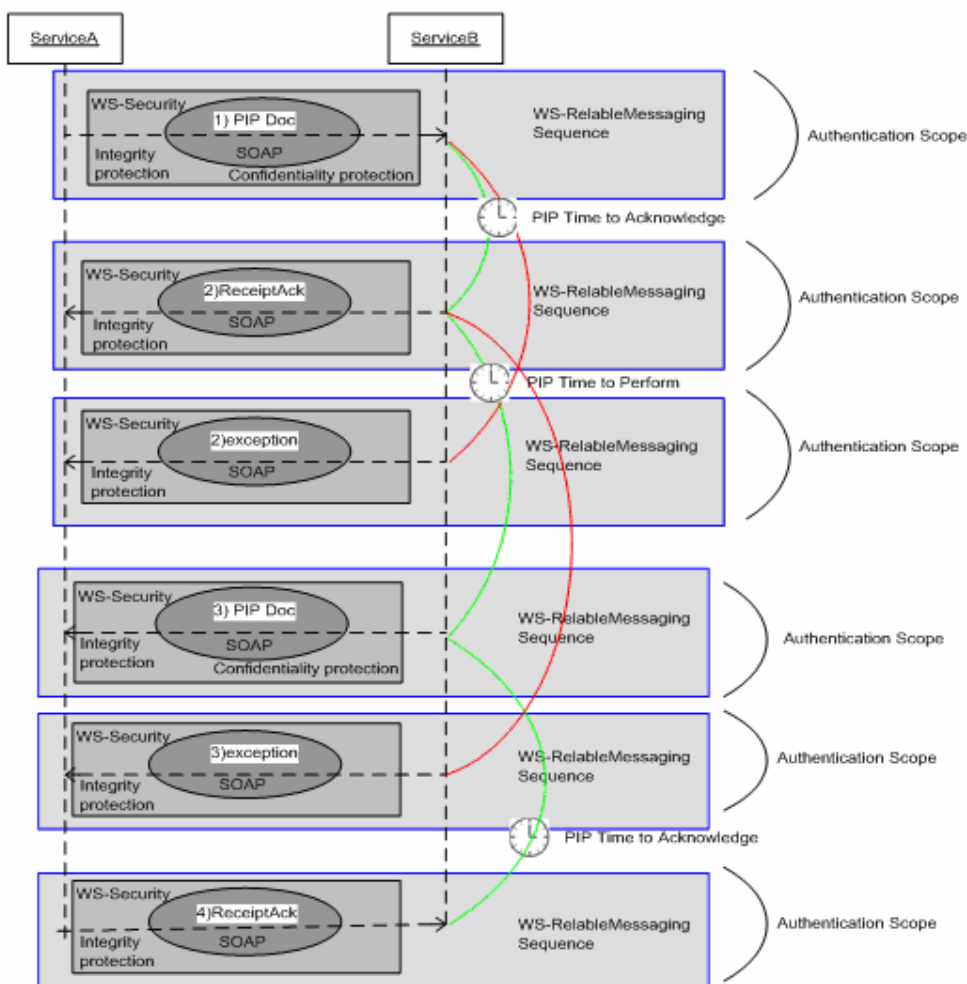 ServiceA
ServiceB
WS-Security
1) PIP Doc
SOAP
Integrity
protection
Confidentiality protection
WS-RelableMessaging
Sequence
Authentication Scope
PIP Time to Acknowledge
WS-Security
2)ReceiptAck
SOAP
Integrity
protection
WS-RelableMessaging
Sequence
Authentication Scope
PIP Time to Perform
WS-Security
2)exception
SOAP
Integrity
protection
WS-RelableMessaging
Sequence
Authentication Scope
WS-Security
3) PIP Doc
SOAP
Integrity
protection
Confidentiality protection
WS-RelableMessaging
Sequence
Authentication Scope
WS-Security
3)exception
SOAP
Integrity
protection
WS-RelableMessaging
Sequence
Authentication Scope
PIP Time to Acknowledge
WS-Security
4)ReceiptAck
SOAP
Integrity
protection
WS-RelableMessaging
Sequence
Authentication Scope